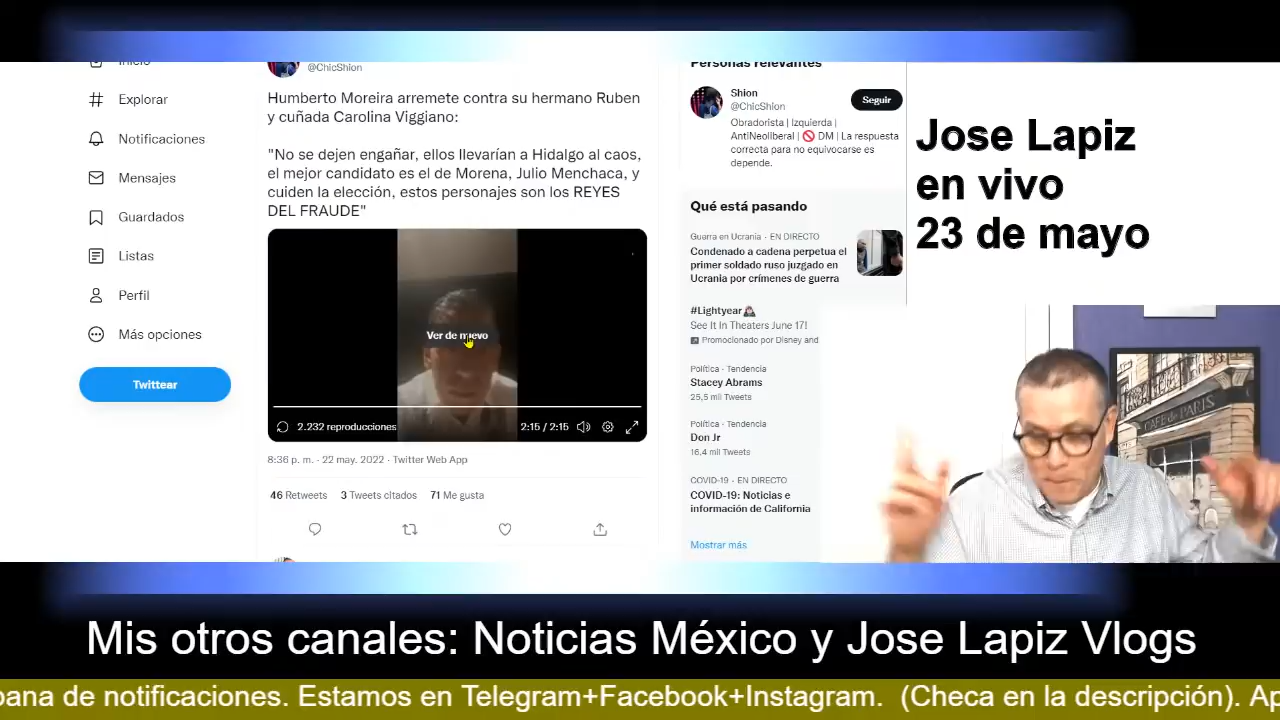 Inicio
Explorar
Notificaciones
Mensajes
Guardados
Listas
Perfil
Más opciones
Twittear
@ChicShion
Humberto Moreira arremete contra su hermano Ruben
y cuñada Carolina Viggiano:
"No se dejen engañar, ellos llevarían a Hidalgo al caos,
el mejor candidato es el de Morena, Julio Menchaca, y
cuiden la elección, estos personajes son los REYES
DEL FRAUDE"
Ver de nuevo
2.232 reproducciones
2:15 / 2:15
8:36 p. m. · 22 may. 2022 · Twitter Web App
46 Retweets 3 Tweets citados 71 Me gusta
Personas relevantes
Shion
@ChicShion
Seguir
Obradorista | Izquierda |
AntiNeoliberal | 🚫 DM | La respuesta
correcta para no equivocarse es
depende.
Qué está pasando
Guerra en Ucrania · EN DIRECTO
Condenado a cadena perpetua el
primer soldado ruso juzgado en
Ucrania por crímenes de guerra
#Lightyear
See It In Theaters June 17!
Promocionado por Disney and
Política · Tendencia
Stacey Abrams
25,5 mil Tweets
Política · Tendencia
Don Jr
16,4 mil Tweets
COVID-19 · EN DIRECTO
COVID-19: Noticias e
información de California
Mostrar más
Jose Lapiz
en vivo
23 de mayo
CAFE de PARIS
Mis otros canales: Noticias México y Jose Lapiz Vlogs
pana de notificaciones. Estamos en Telegram+Facebook+Instagram. (Checa en la descripción). Ap